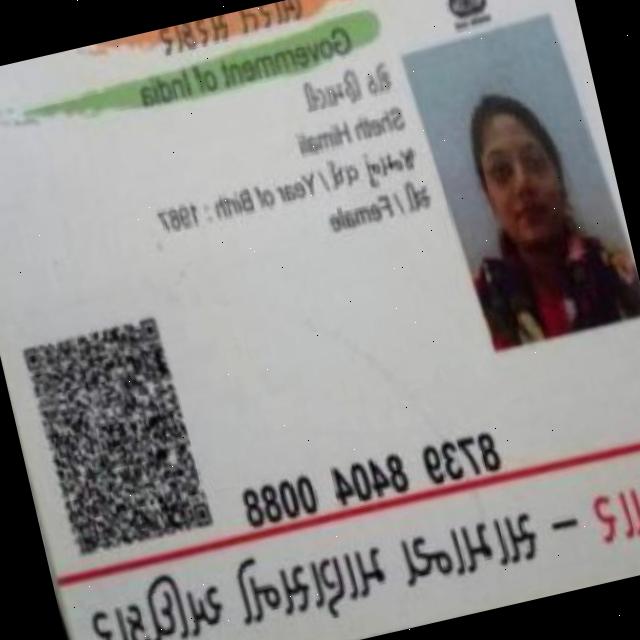 ભારત સરકાર
Government of India
શેઠ હિમાલી
Sheth Himali
જન્મનું વર્ષ / Year of Birth : 1987
સ્ત્રી / Female
8739 8404 0088
– સામાન્ય માણસનો અધિકાર